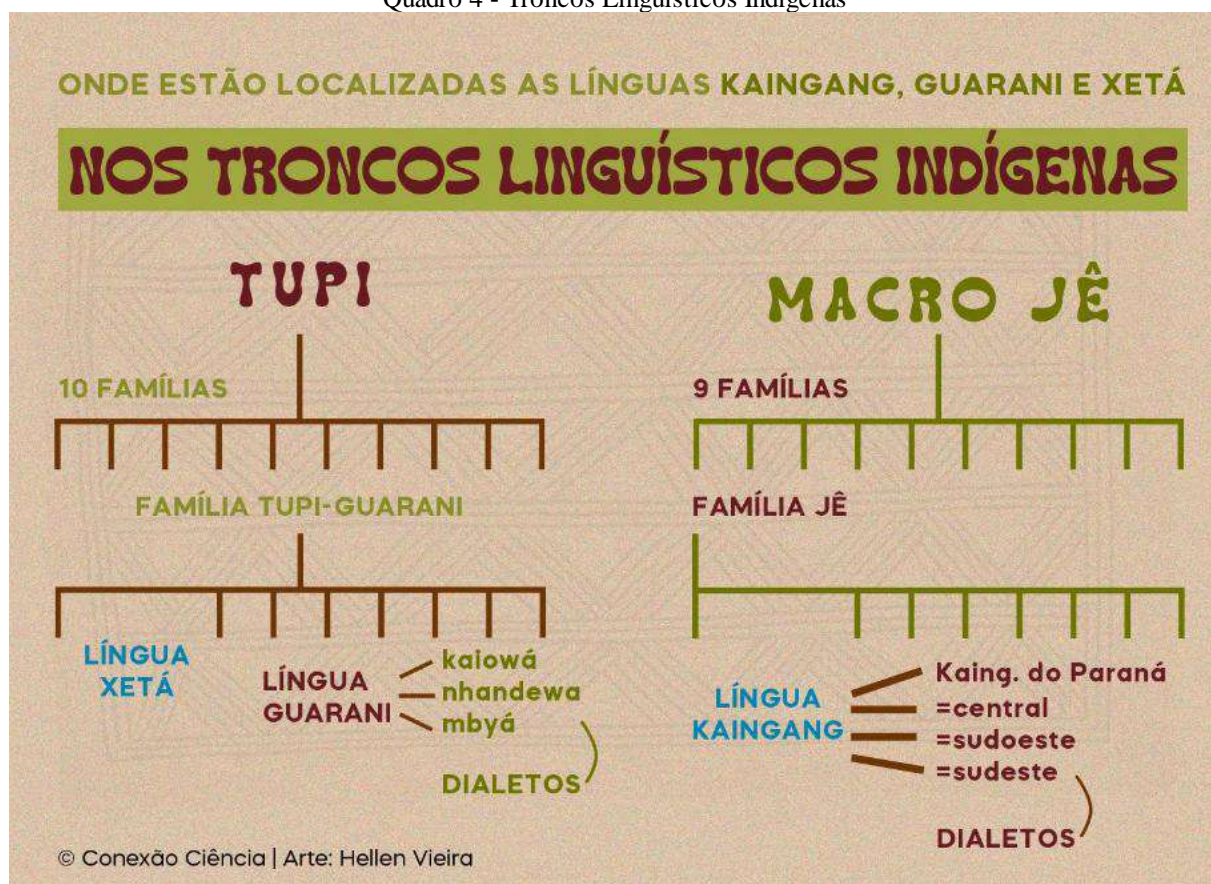 Quadro 4 - Troncos Linguísticos Indígenas
ONDE ESTÃO LOCALIZADAS AS LÍNGUAS KAINGANG, GUARANI E XETÁ
NOS TRONCOS LINGUÍSTICOS INDÍGENAS
TUPI
10 FAMÍLIAS
FAMÍLIA TUPI-GUARANI
LÍNGUA
XETÁ
LÍNGUA
GUARANI
kaiowá
nhandewa
mbyá
DIALETOS
MACRO JÊ
9 FAMÍLIAS
FAMÍLIA JÊ
LÍNGUA
KAINGANG
Kaing. do Paraná
=central
=sudoeste
=sudeste
DIALETOS
© Conexão Ciência | Arte: Hellen Vieira